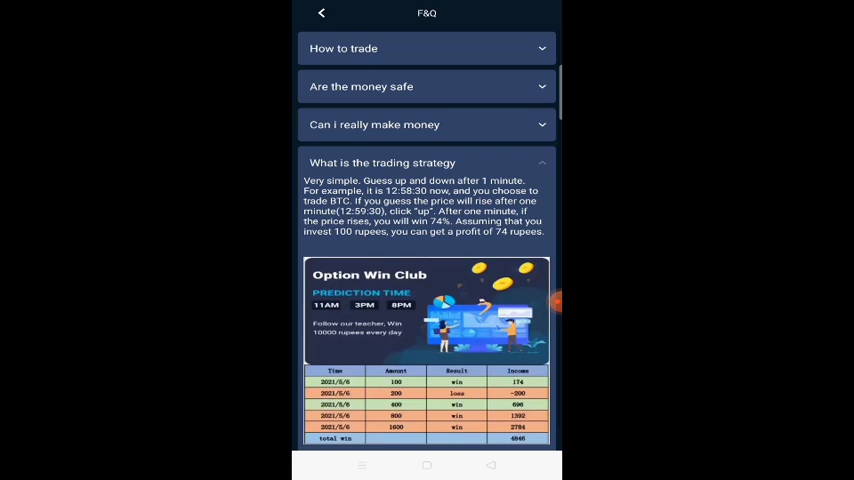 F&Q
How to trade
Are the money safe
Can i really make money
What is the trading strategy
Very simple. Guess up and down after 1 minute.
For example, it is 12:58:30 now, and you choose to
trade BTC. If you guess the price will rise after one
minute(12:59:30), click "up". After one minute, if
the price rises, you will win 74%. Assuming that you
invest 100 rupees, you can get a profit of 74 rupees.
Option Win Club
PREDICTION TIME
11AM 3PM 8PM
Follow our teacher, Win
10000 rupees every day
Time Amount Result Income
2021/5/6 100 win 174
2021/5/6 200 loss -200
2021/5/6 400 win 696
2021/5/6 800 win 1392
2021/5/6 1600 win 2784
total win 4846